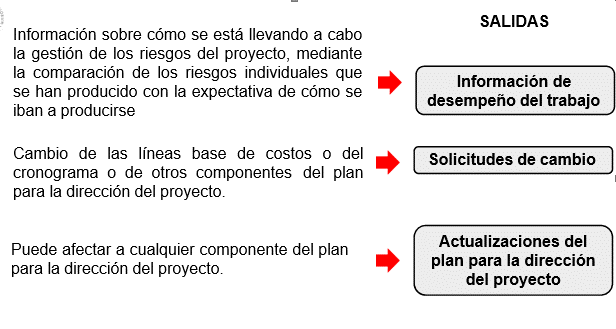 SALIDAS
Información sobre cómo se está llevando a cabo
la gestión de los riesgos del proyecto, mediante
la comparación de los riesgos individuales que
se han producido con la expectativa de cómo se
iban a producirse
Información de
desempeño del trabajo
Cambio de las líneas base de costos o del
cronograma o de otros componentes del plan
para la dirección del proyecto.
Solicitudes de cambio
Puede afectar a cualquier componente del plan
para la dirección del proyecto.
Actualizaciones del
plan para la dirección
del proyecto